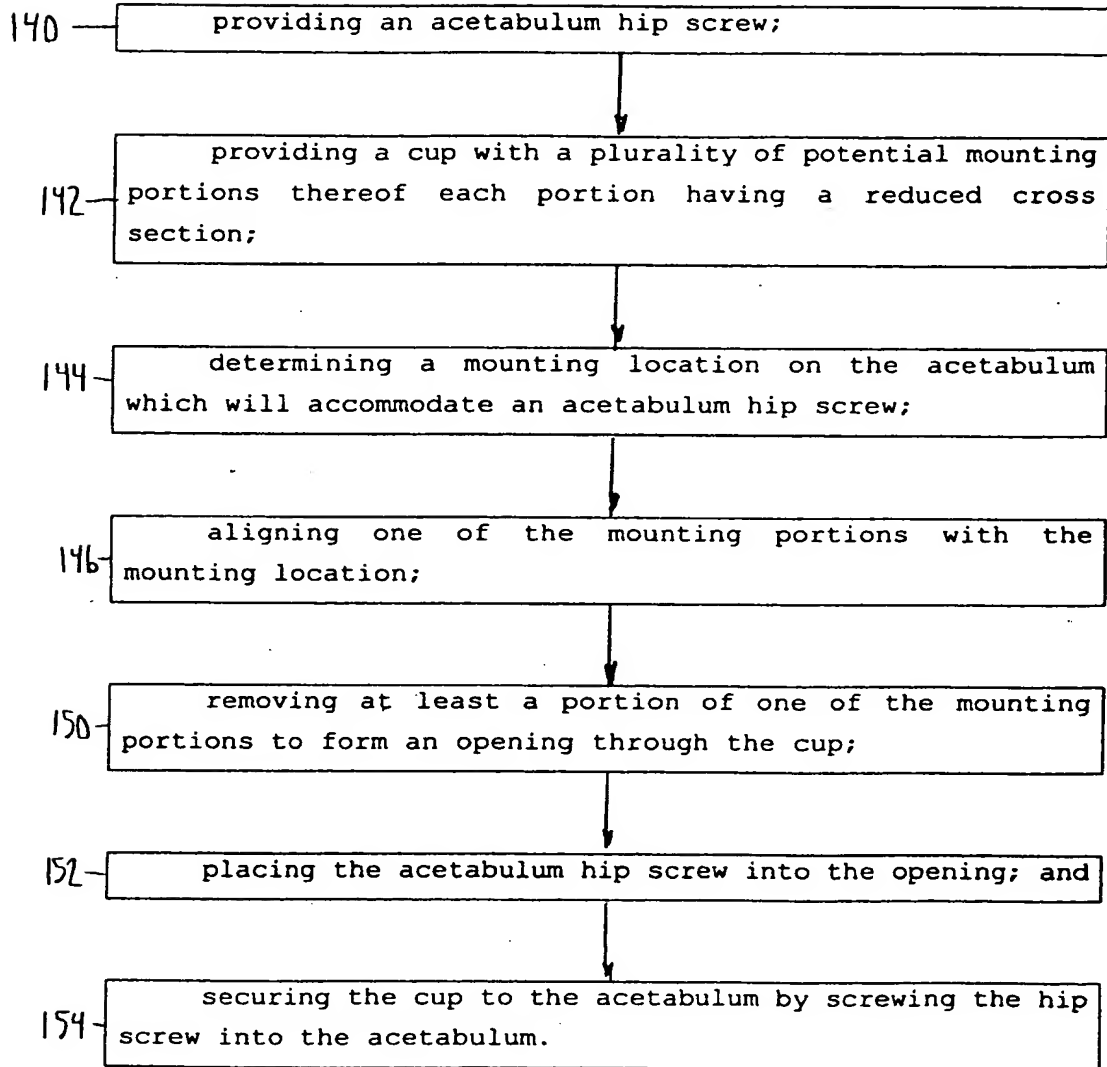 140 providing an acetabulum hip screw;
142 providing a cup with a plurality of potential mounting
portions thereof each portion having a reduced cross
section;
144 determining a mounting location on the acetabulum
which will accommodate an acetabulum hip screw;
146 aligning one of the mounting portions with the
mounting location;
150 removing at least a portion of one of the mounting
portions to form an opening through the cup;
152 placing the acetabulum hip screw into the opening; and
154 securing the cup to the acetabulum by screwing the hip
screw into the acetabulum.